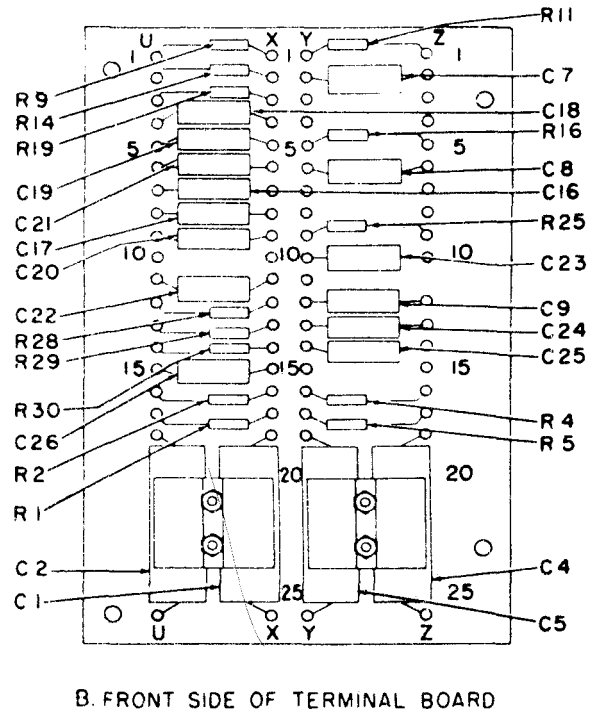 R11
U X Y Z
1 1 1
R9
R14
R19
C7
C18
R16
5 5 5
C8
C16
C19
C21
C17
C20
R25
10 10 10
C23
C22
R28
R29
C9
C24
C25
15 15 15
R30
C26
R2
R1
R4
R5
20 20
C2
C1
25 25
C4
C5
U X Y Z
B. FRONT SIDE OF TERMINAL BOARD